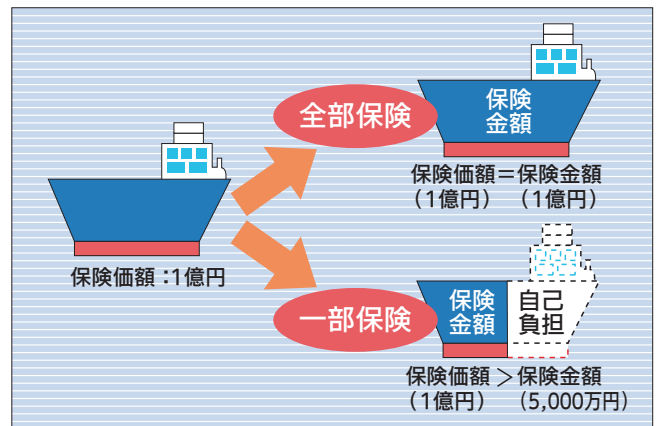 全部保険
保険
金額
保険価額＝保険金額
（1億円）　（1億円）
保険価額：1億円
一部保険
保険
金額
自己
負担
保険価額＞保険金額
（1億円）　（5,000万円）